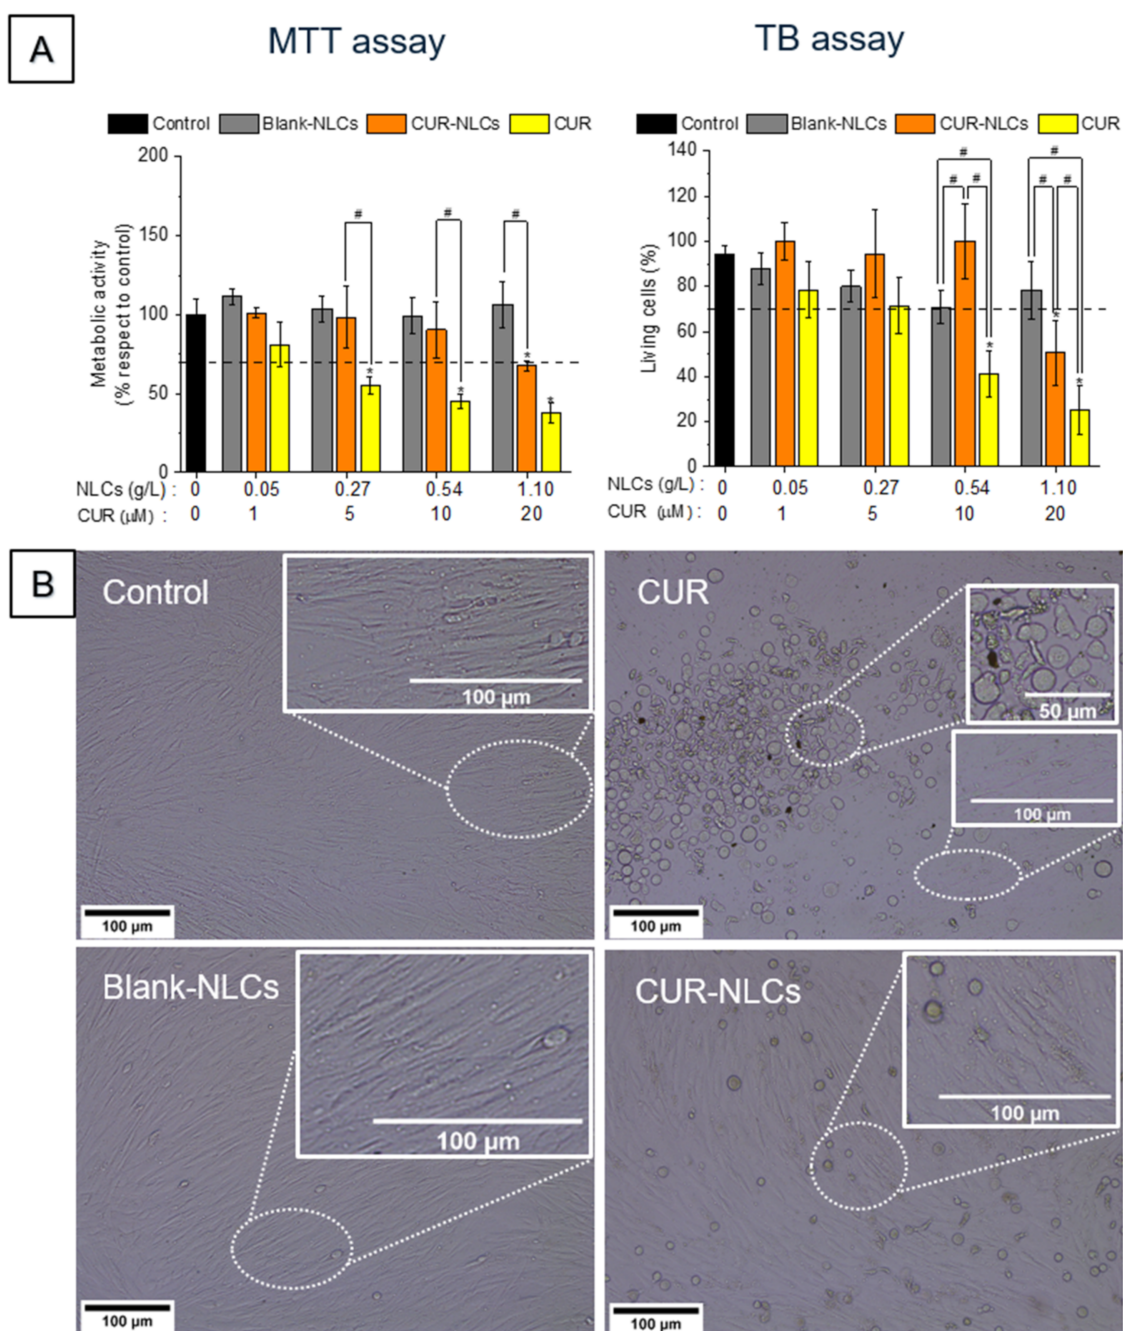 A
MTT assay
TB assay
Control Blank-NLCs CUR-NLCs CUR
Control Blank-NLCs CUR-NLCs CUR
Metabolic activity
(% respect to control)
200
150
100
50
0
# # #
* * * *
NLCs (g/L) : 0 0.05 0.27 0.54 1.10
CUR (μM) : 0 1 5 10 20
Living cells (%)
140
120
100
80
60
40
20
0
# #
# # # #
* * *
NLCs (g/L) : 0 0.05 0.27 0.54 1.10
CUR (μM) : 0 1 5 10 20
B
Control
100 μm
100 μm
CUR
50 μm
100 μm
100 μm
Blank-NLCs
100 μm
100 μm
CUR-NLCs
100 μm
100 μm